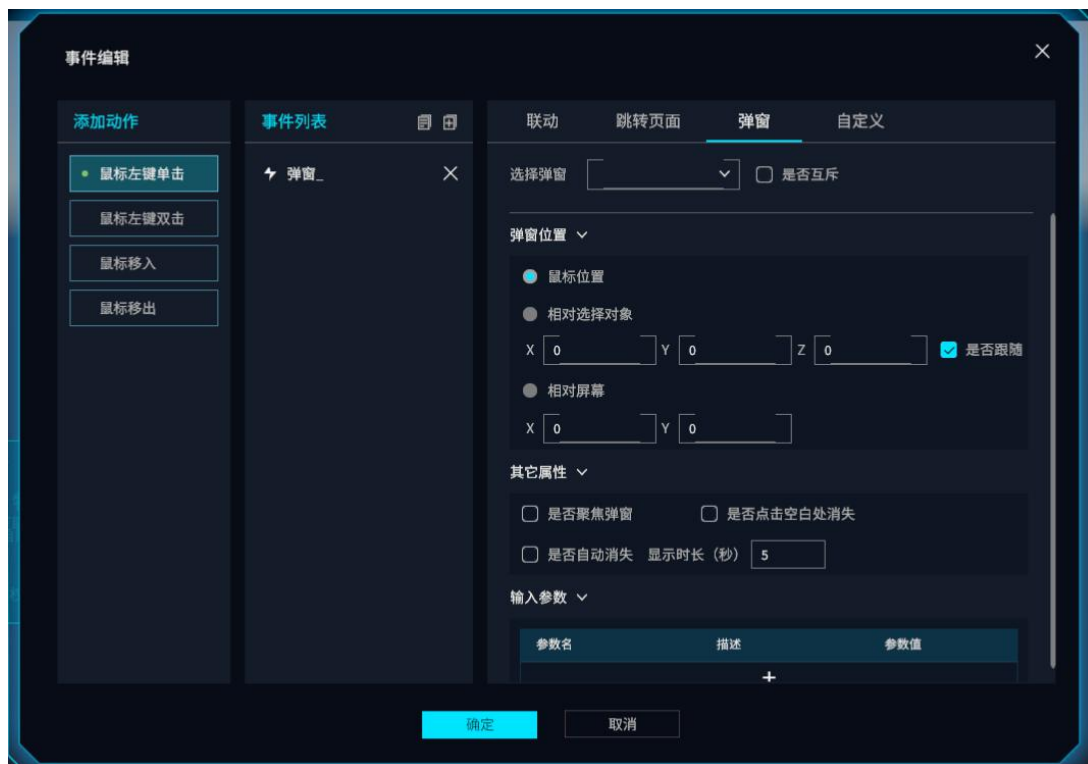 事件编辑
添加动作
鼠标左键单击
鼠标左键双击
鼠标移入
鼠标移出
事件列表
弹窗_
联动 跳转页面 弹窗 自定义
选择弹窗 是否互斥
弹窗位置
鼠标位置
相对选择对象
X 0 Y 0 Z 0 是否跟随
相对屏幕
X 0 Y 0
其它属性
是否聚焦弹窗 是否点击空白处消失
是否自动消失 显示时长（秒） 5
输入参数
参数名 描述 参数值
确定 取消